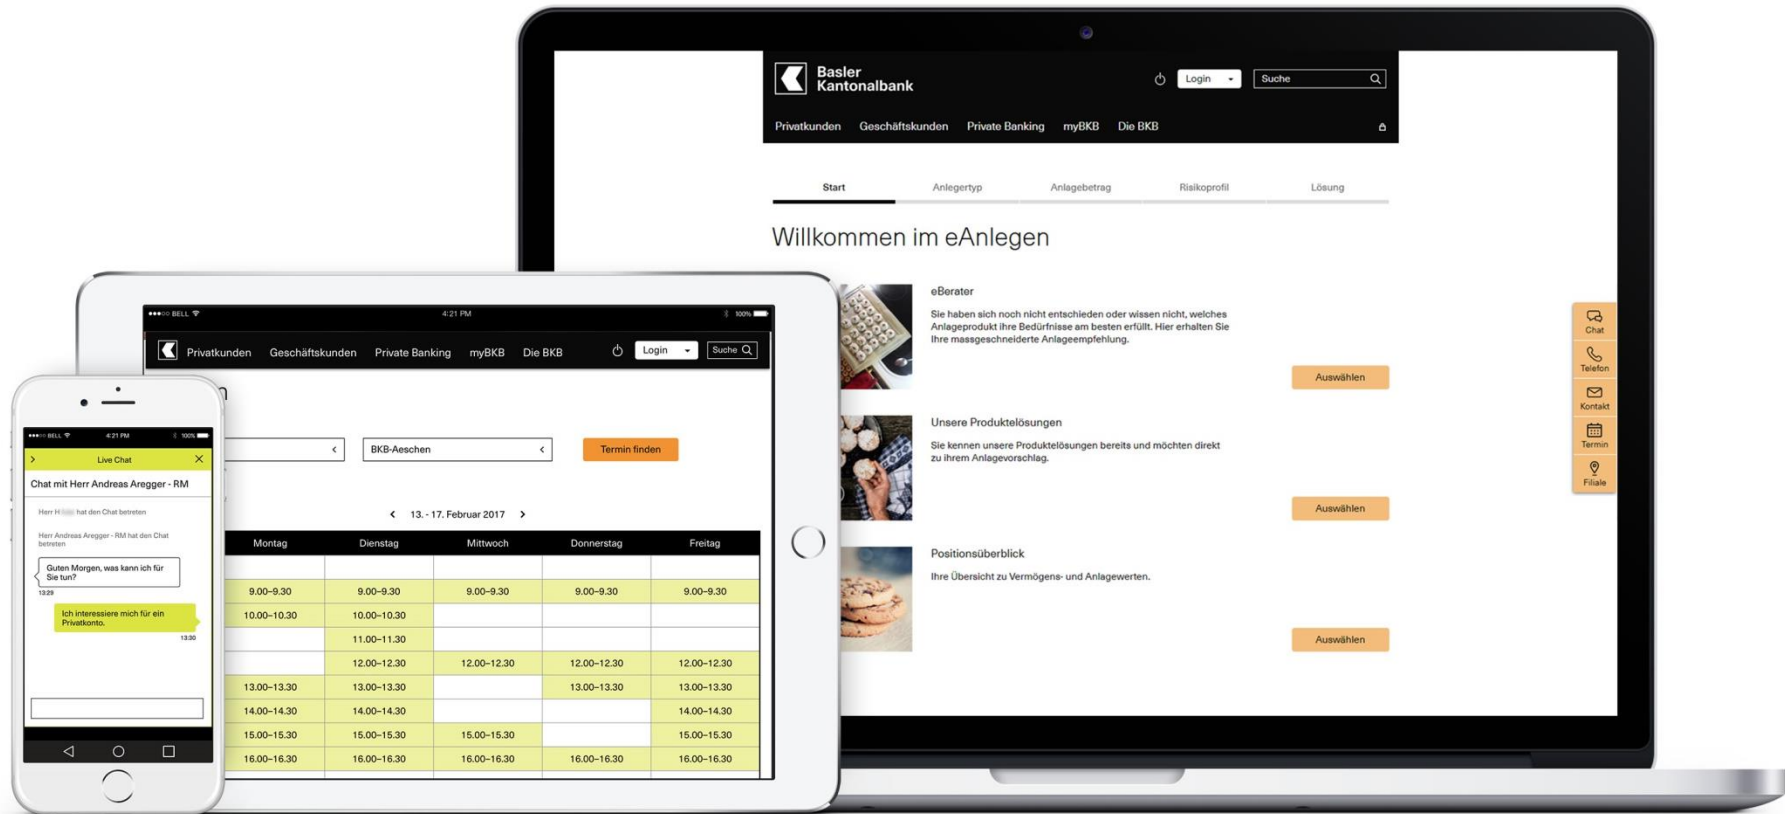 Basler
Kantonalbank
Login
Suche
Privatkunden Geschäftskunden Private Banking myBKB Die BKB
Start Anlegertyp Anlagebetrag Risikoprofil Lösung
Willkommen im eAnlegen
eBerater
Sie haben sich noch nicht entschieden oder wissen nicht, welches
Anlageprodukt ihre Bedürfnisse am besten erfüllt. Hier erhalten Sie
Ihre massgeschneiderte Anlageempfehlung.
Auswählen
Unsere Produktelösungen
Sie kennen unsere Produktelösungen bereits und möchten direkt
zu ihrem Anlagevorschlag.
Auswählen
Positionsüberblick
Ihre Übersicht zu Vermögens- und Anlagewerten.
Auswählen
Chat
Telefon
Kontakt
Termin
Filiale
BELL 4:21 PM 100%
Privatkunden Geschäftskunden Private Banking myBKB Die BKB Login Suche
BKB-Aeschen Termin finden
13. - 17. Februar 2017
Montag Dienstag Mittwoch Donnerstag Freitag
9.00–9.30 9.00–9.30 9.00–9.30 9.00–9.30 9.00–9.30
10.00–10.30 10.00–10.30
11.00–11.30
12.00–12.30 12.00–12.30 12.00–12.30 12.00–12.30
13.00–13.30 13.00–13.30 13.00–13.30 13.00–13.30
14.00–14.30 14.00–14.30 14.00–14.30
15.00–15.30 15.00–15.30 15.00–15.30 15.00–15.30
16.00–16.30 16.00–16.30 16.00–16.30 16.00–16.30 16.00–16.30
BELL 4:21 PM 100%
Live Chat
Chat mit Herr Andreas Aregger - RM
Herr H hat den Chat betreten
Herr Andreas Aregger - RM hat den Chat
betreten
Guten Morgen, was kann ich für
Sie tun?
13:29
Ich interessiere mich für ein
Privatkonto.
13:30